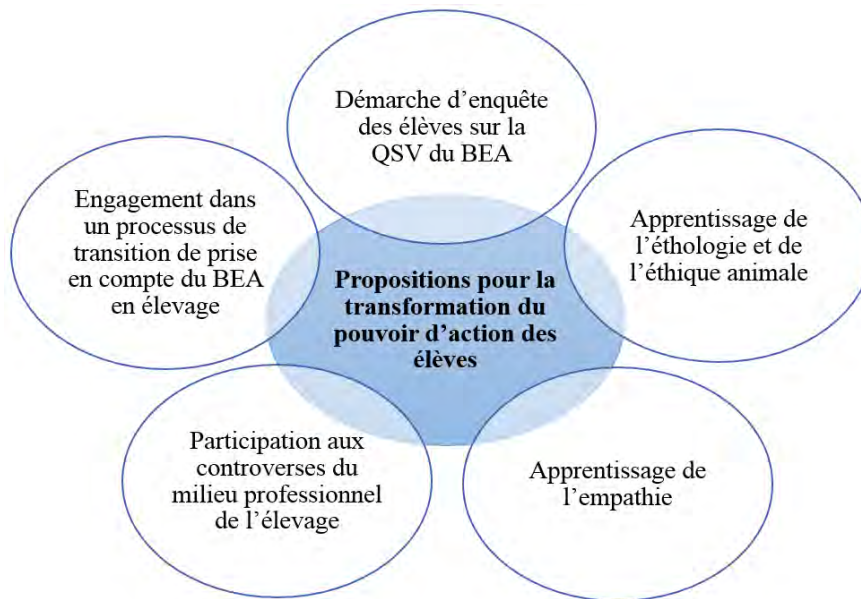 Démarche d’enquête
des élèves sur la
QSV du BEA
Engagement dans
un processus de
transition de prise
en compte du BEA
en élevage
Apprentissage de
l’éthologie et de
l’éthique animale
Propositions pour la
transformation du
pouvoir d’action des
élèves
Participation aux
controverses du
milieu professionnel
de l’élevage
Apprentissage de
l’empathie